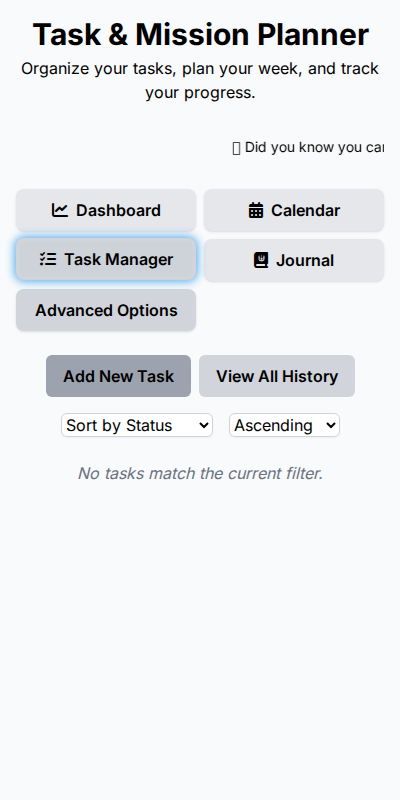 Task & Mission Planner
Organize your tasks, plan your week, and track
your progress.
Did you know you can
Dashboard
Calendar
Task Manager
Journal
Advanced Options
Add New Task
View All History
Sort by Status
Ascending
No tasks match the current filter.